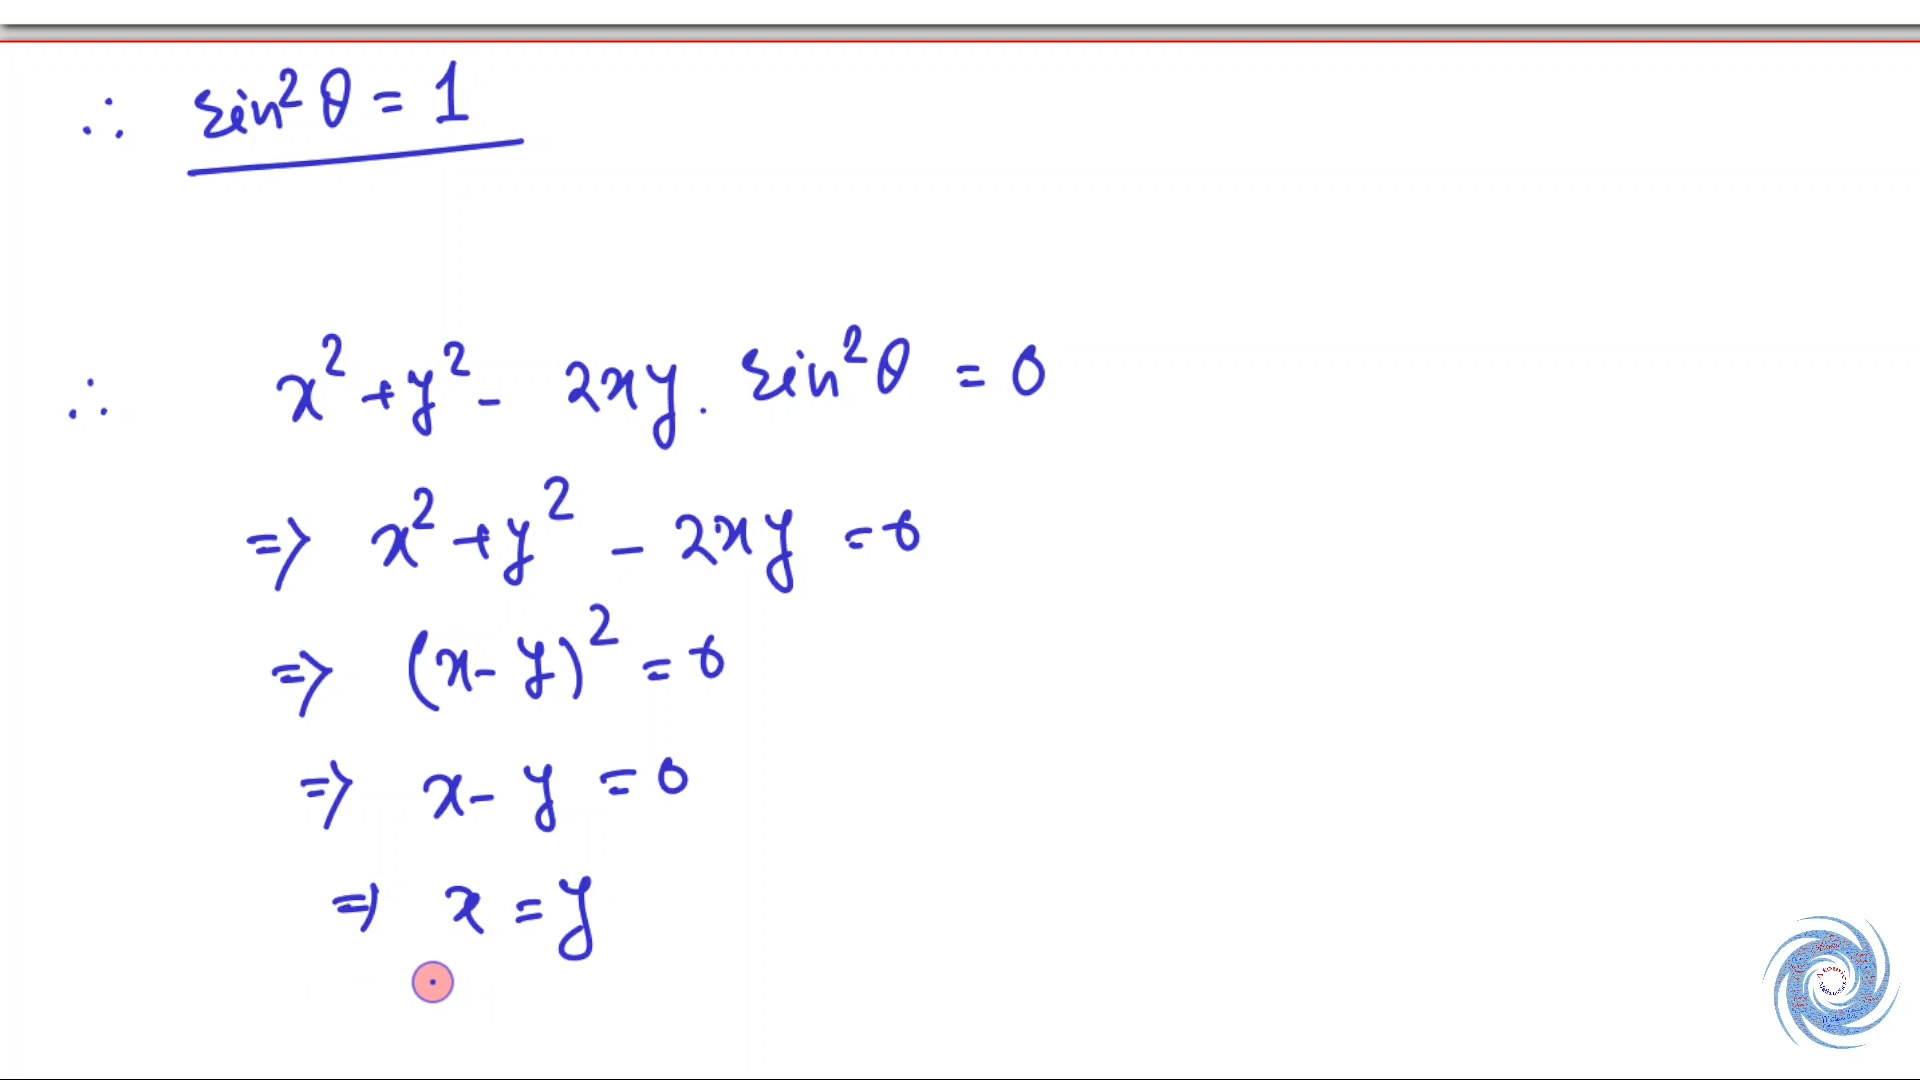 ∴ sin²θ = 1
∴ x² + y² - 2xy. sin²θ = 0
=> x² + y² - 2xy = 0
=> (x - y)² = 0
=> x - y = 0
=> x = y